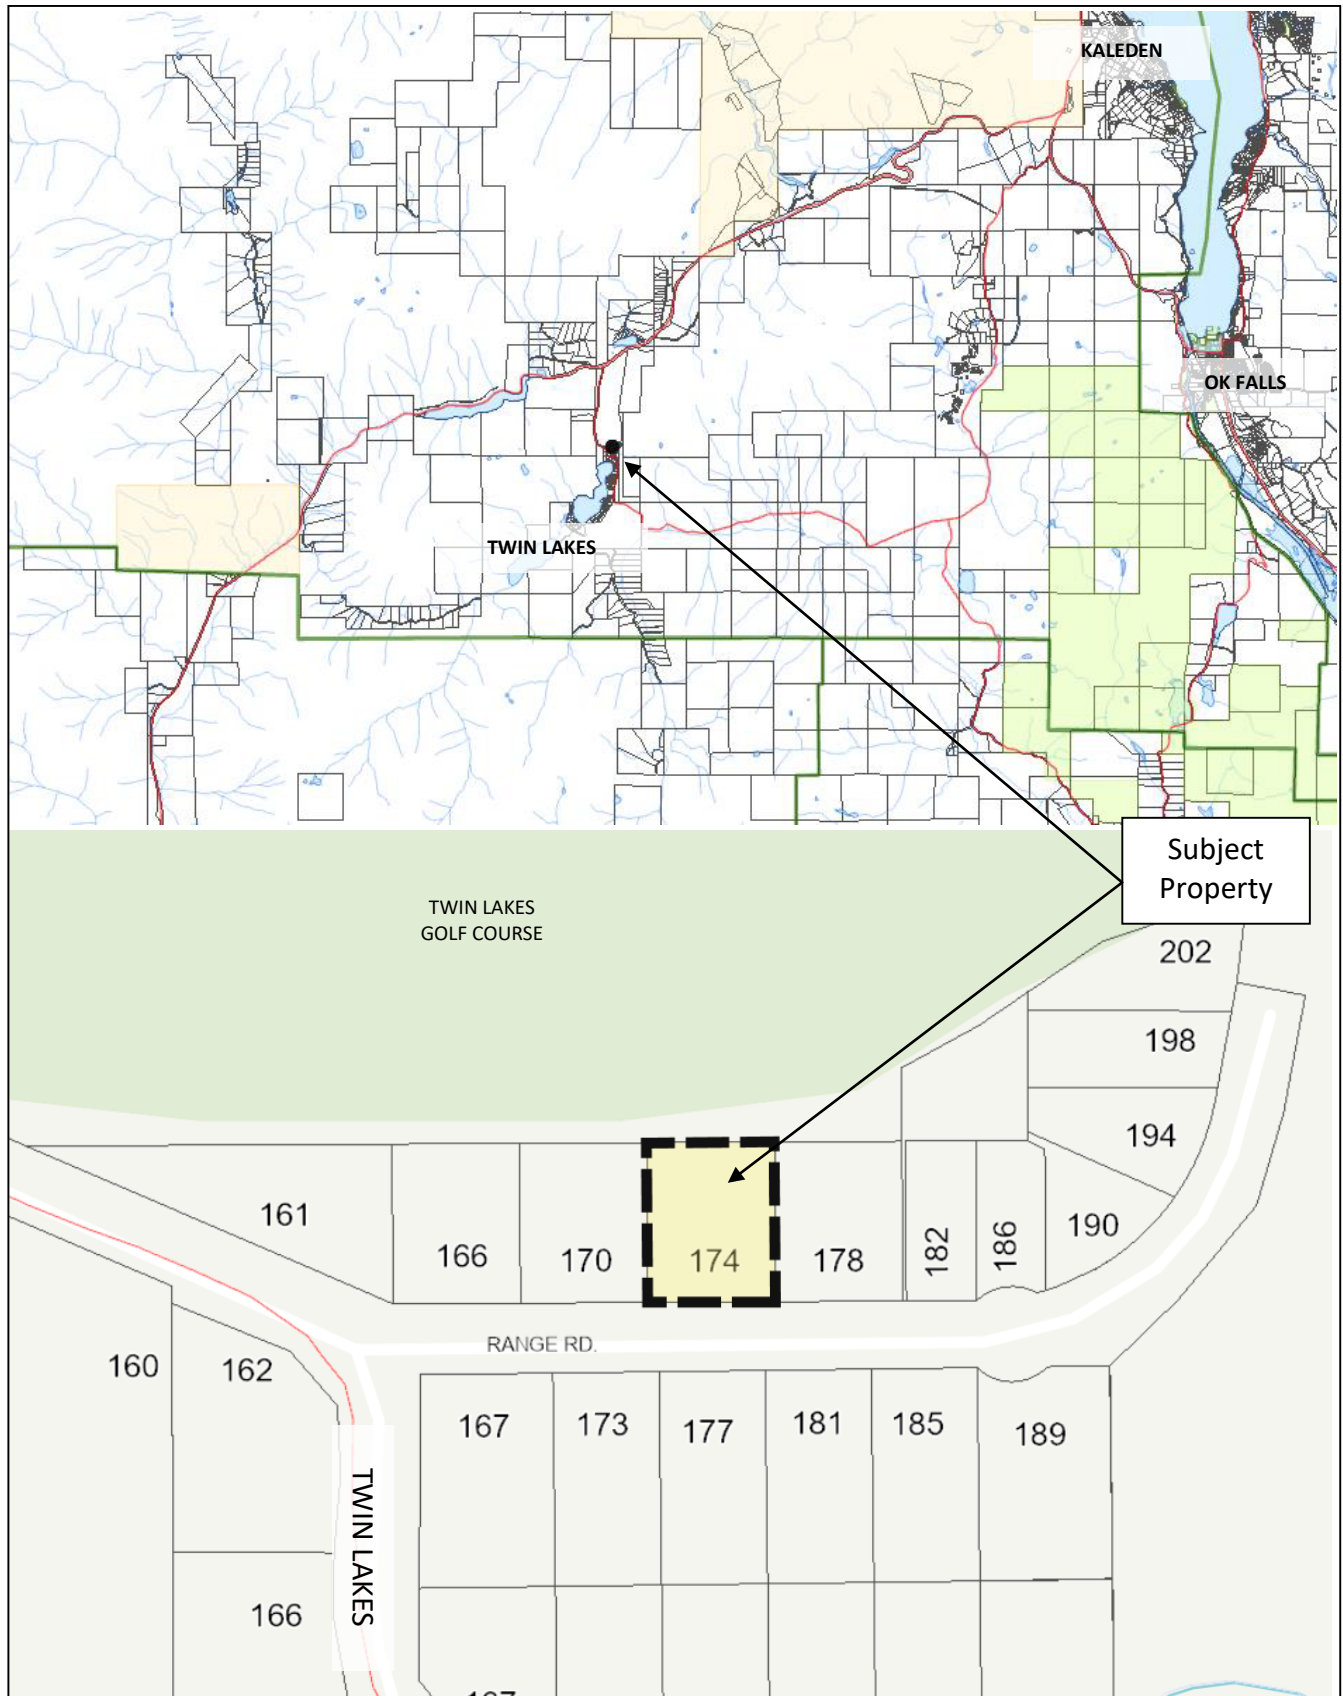 KALEDEN
OK FALLS
TWIN LAKES
Subject
Property
TWIN LAKES
GOLF COURSE
202
198
194
161
166
170
174
178
182
186
190
RANGE RD.
160
162
167
173
177
181
185
189
TWIN LAKES
166